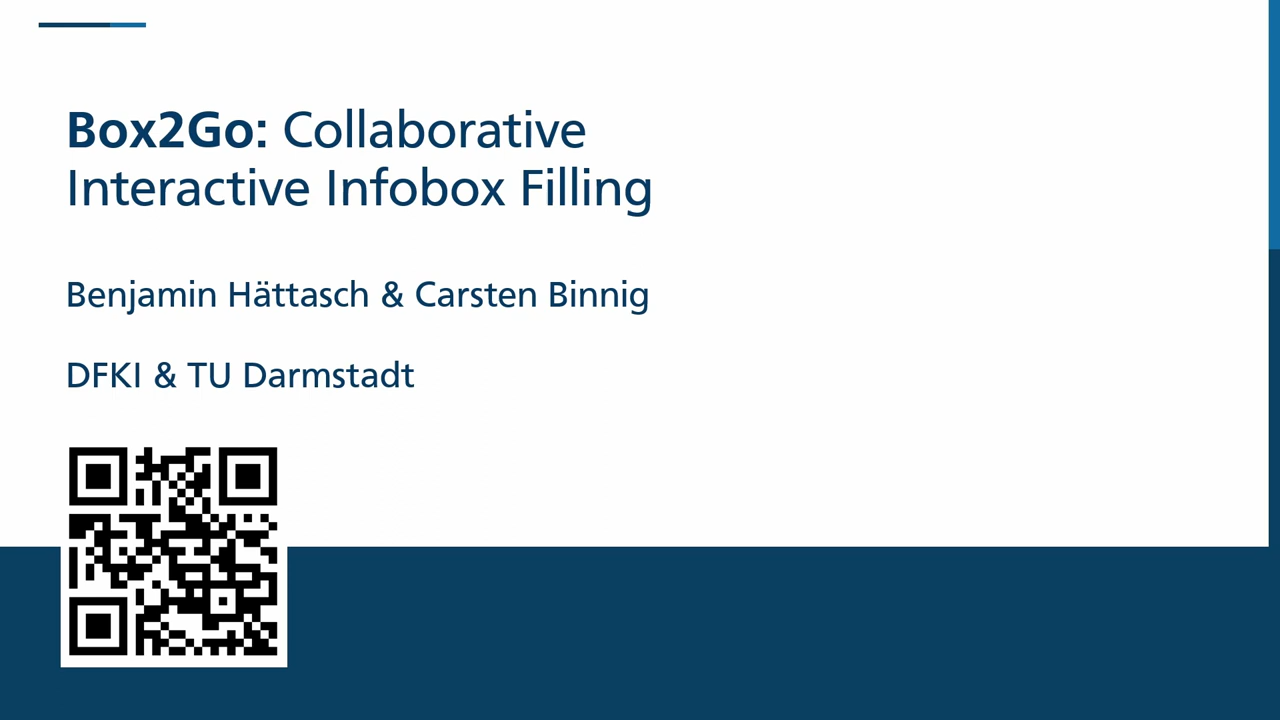 Box2Go: Collaborative
Interactive Infobox Filling
Benjamin Hättasch & Carsten Binnig
DFKI & TU Darmstadt